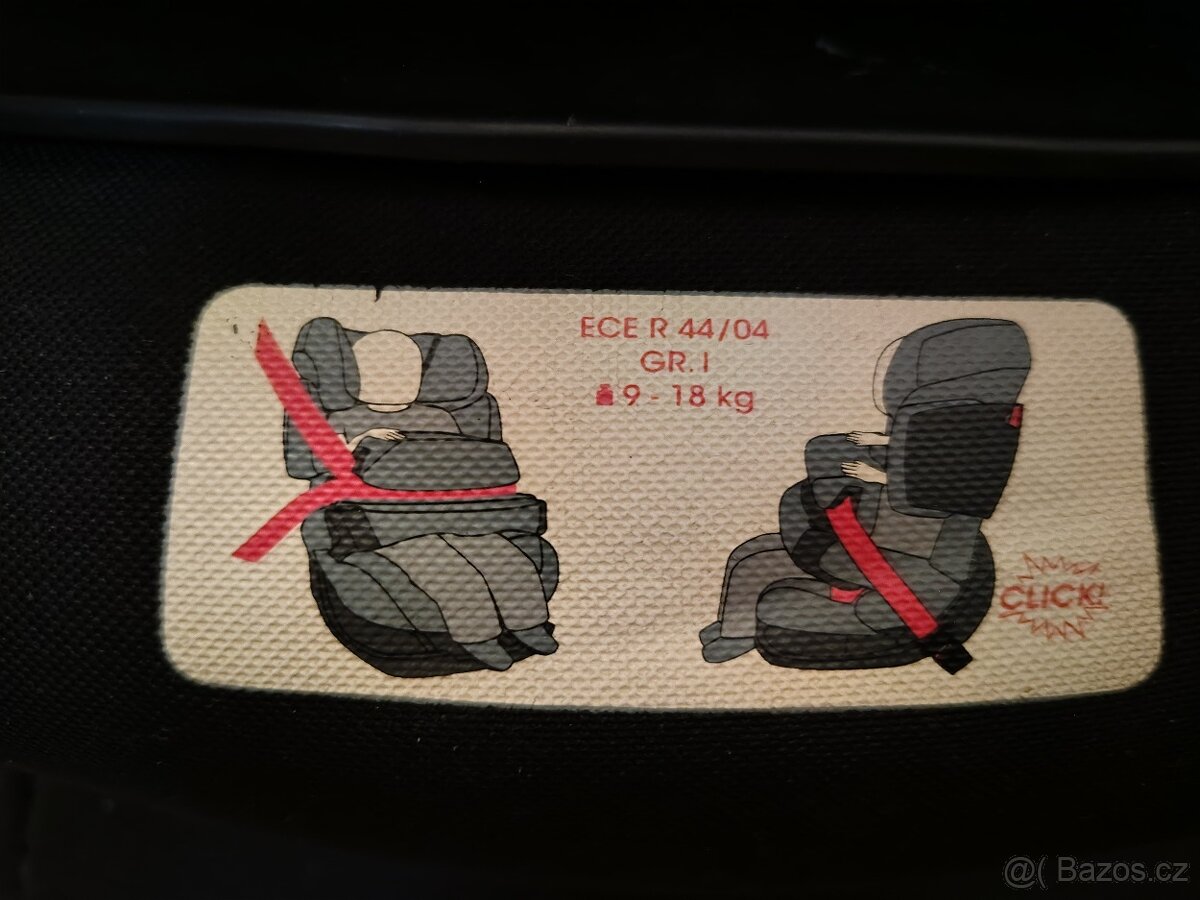 ECE R 44/04
GR. I
9 - 18 kg
CLICK!
@( Bazos.cz